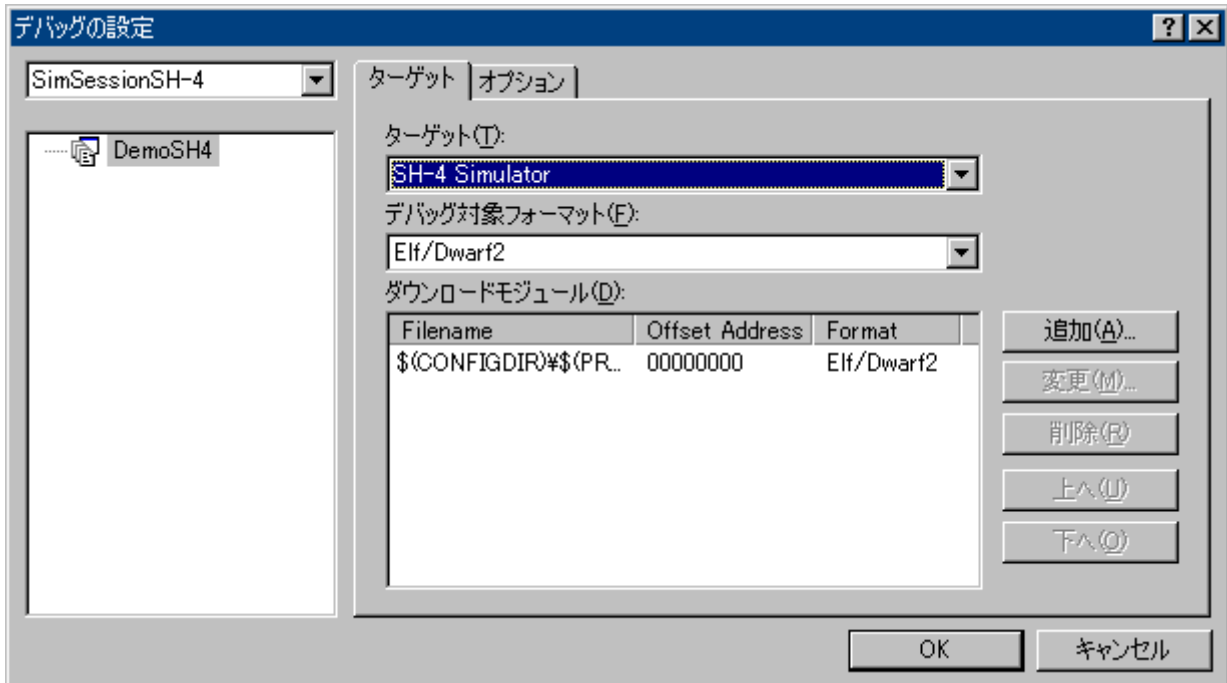 デバッグの設定
SimSessionSH-4
DemoSH4
ターゲット オプション
ターゲット(T):
SH-4 Simulator
デバッグ対象フォーマット(F):
Elf/Dwarf2
ダウンロードモジュール(D):
Filename Offset Address Format
$(CONFIGDIR)¥$(PR... 00000000 Elf/Dwarf2
追加(A)...
変更(M)...
削除(R)
上へ(U)
下へ(O)
OK キャンセル